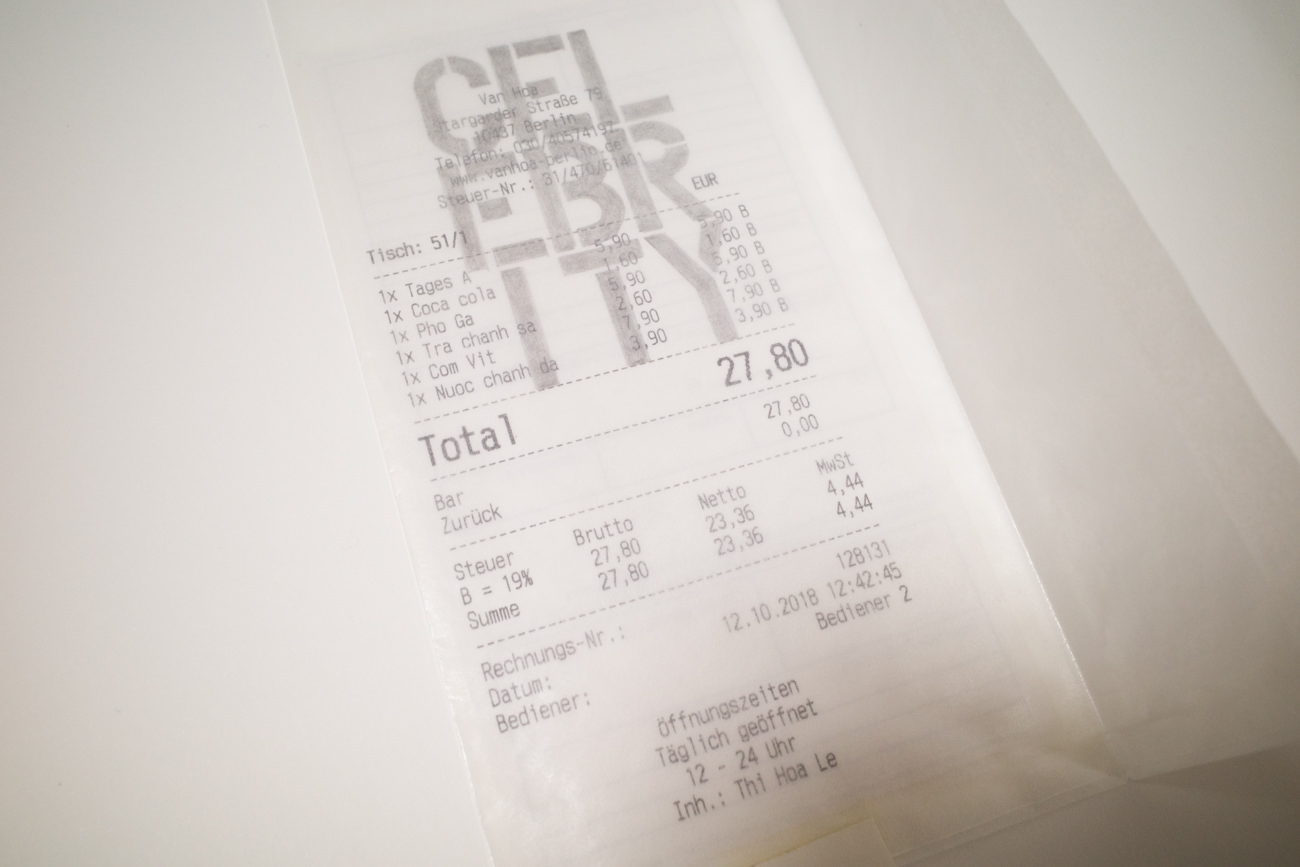 CEL
EBR
ITY
Van Hoa
Stargarder Straße 79
10437 Berlin
Telefon: 030/40574197
www.vanhoa-berlin.de
Steuer-Nr.: 31/470/61401
EUR
Tisch: 51/1
1x Tages A 5,90 5,90 B
1x Coca cola 1,60 1,60 B
1x Pho Ga 5,90 5,90 B
1x Tra chanh sa 2,60 2,60 B
1x Com Vit 7,90 7,90 B
1x Nuoc chanh da 3,90 3,90 B
Total 27,80
Bar 27,80
Zurück 0,00
Steuer Brutto Netto MwSt
B = 19% 27,80 23,36 4,44
Summe 27,80 23,36 4,44
Rechnungs-Nr.: 128131
Datum: 12.10.2018 12:42:45
Bediener: Bediener 2
Öffnungszeiten
Täglich geöffnet
12 - 24 Uhr
Inh.: Thi Hoa Le